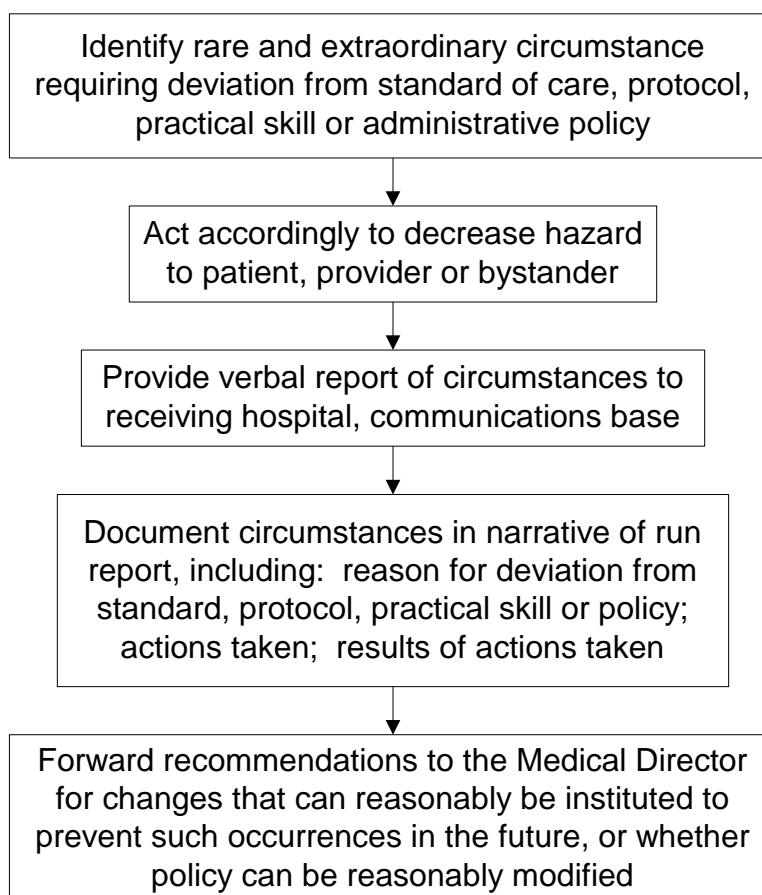 Identify rare and extraordinary circumstance
requiring deviation from standard of care, protocol,
practical skill or administrative policy
Act accordingly to decrease hazard
to patient, provider or bystander
Provide verbal report of circumstances to
receiving hospital, communications base
Document circumstances in narrative of run
report, including:  reason for deviation from
standard, protocol, practical skill or policy;
actions taken;  results of actions taken
Forward recommendations to the Medical Director
for changes that can reasonably be instituted to
prevent such occurrences in the future, or whether
policy can be reasonably modified